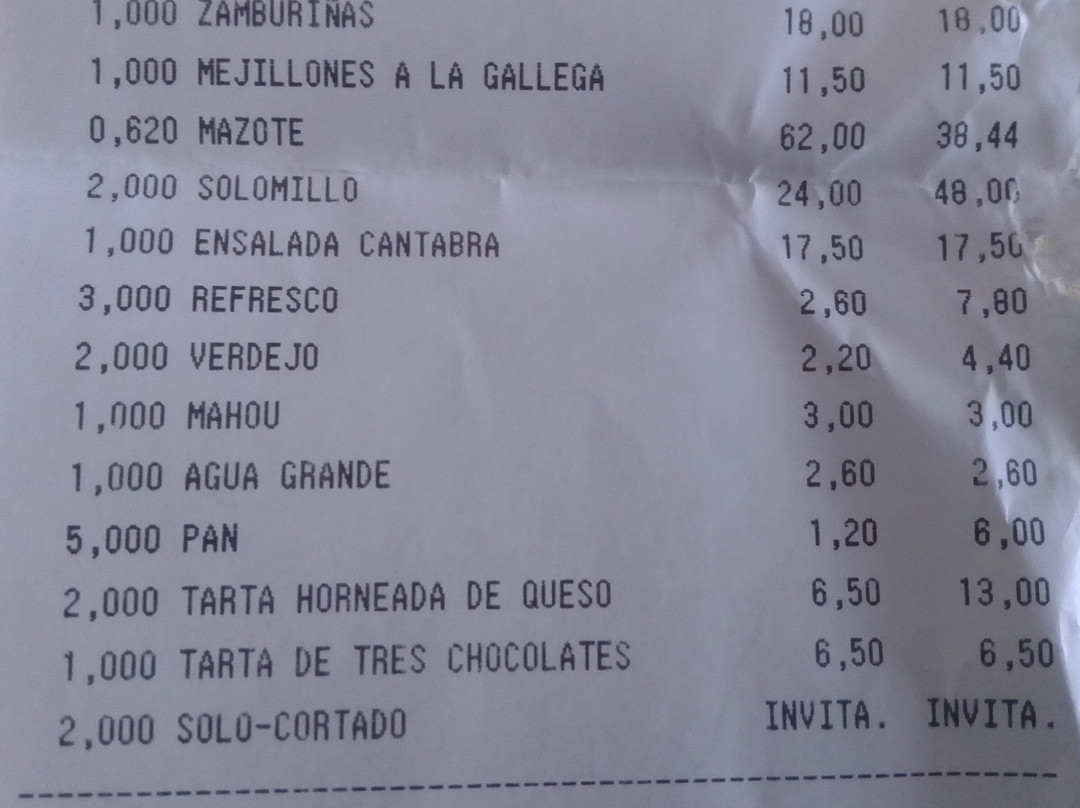 1,000 ZAMBURIÑAS 18,00 18,00
1,000 MEJILLONES A LA GALLEGA 11,50 11,50
0,620 MAZOTE 62,00 38,44
2,000 SOLOMILLO 24,00 48,00
1,000 ENSALADA CANTABRA 17,50 17,50
3,000 REFRESCO 2,60 7,80
2,000 VERDEJO 2,20 4,40
1,000 MAHOU 3,00 3,00
1,000 AGUA GRANDE 2,60 2,60
5,000 PAN 1,20 6,00
2,000 TARTA HORNEADA DE QUESO 6,50 13,00
1,000 TARTA DE TRES CHOCOLATES 6,50 6,50
2,000 SOLO-CORTADO INVITA. INVITA.
--------------------------------------------------